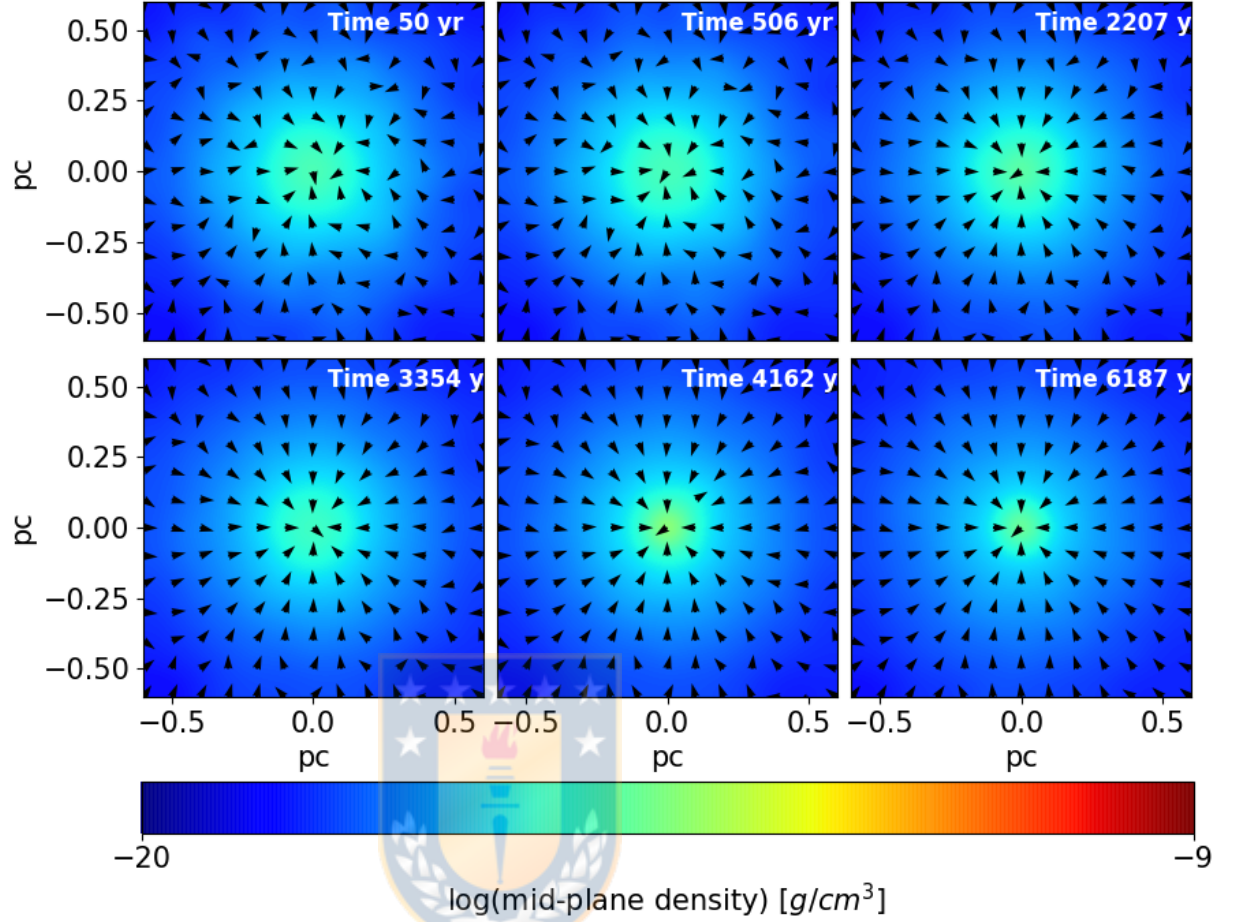 Time 50 yr
Time 506 yr
Time 2207 y
0.50
0.25
0.00
−0.25
−0.50
pc
Time 3354 y
Time 4162 y
Time 6187 y
0.50
0.25
0.00
−0.25
−0.50
pc
−0.5 0.0 0.5
−0.5 0.0 0.5
−0.5 0.0 0.5
pc
pc
pc
−20
−9
log(mid-plane density) [g/cm³]